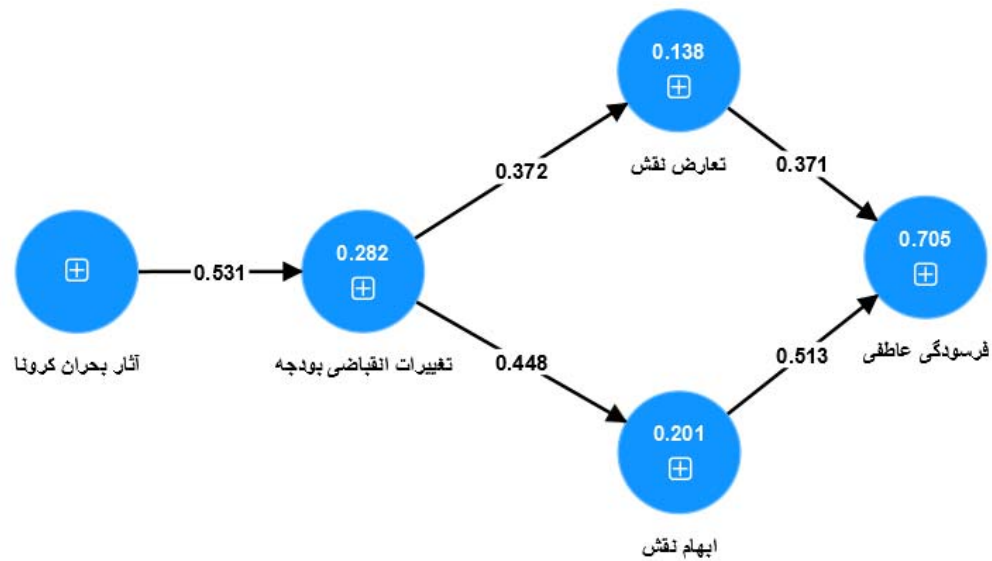 0.138
تعارض نقش
0.372
0.371
0.531
0.282
0.705
آثار بحران کرونا
تغییرات انقباضی بودجه
فرسودگی عاطفی
0.448
0.513
0.201
ابهام نقش